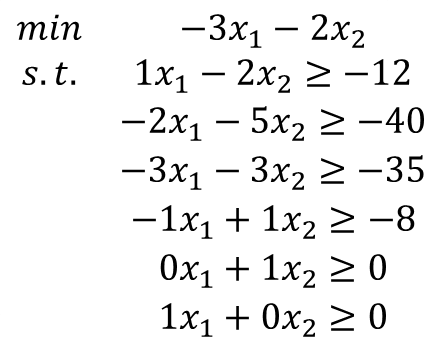 min −3x₁ − 2x₂
s.t. 1x₁ − 2x₂ ≥ −12
−2x₁ − 5x₂ ≥ −40
−3x₁ − 3x₂ ≥ −35
−1x₁ + 1x₂ ≥ −8
0x₁ + 1x₂ ≥ 0
1x₁ + 0x₂ ≥ 0